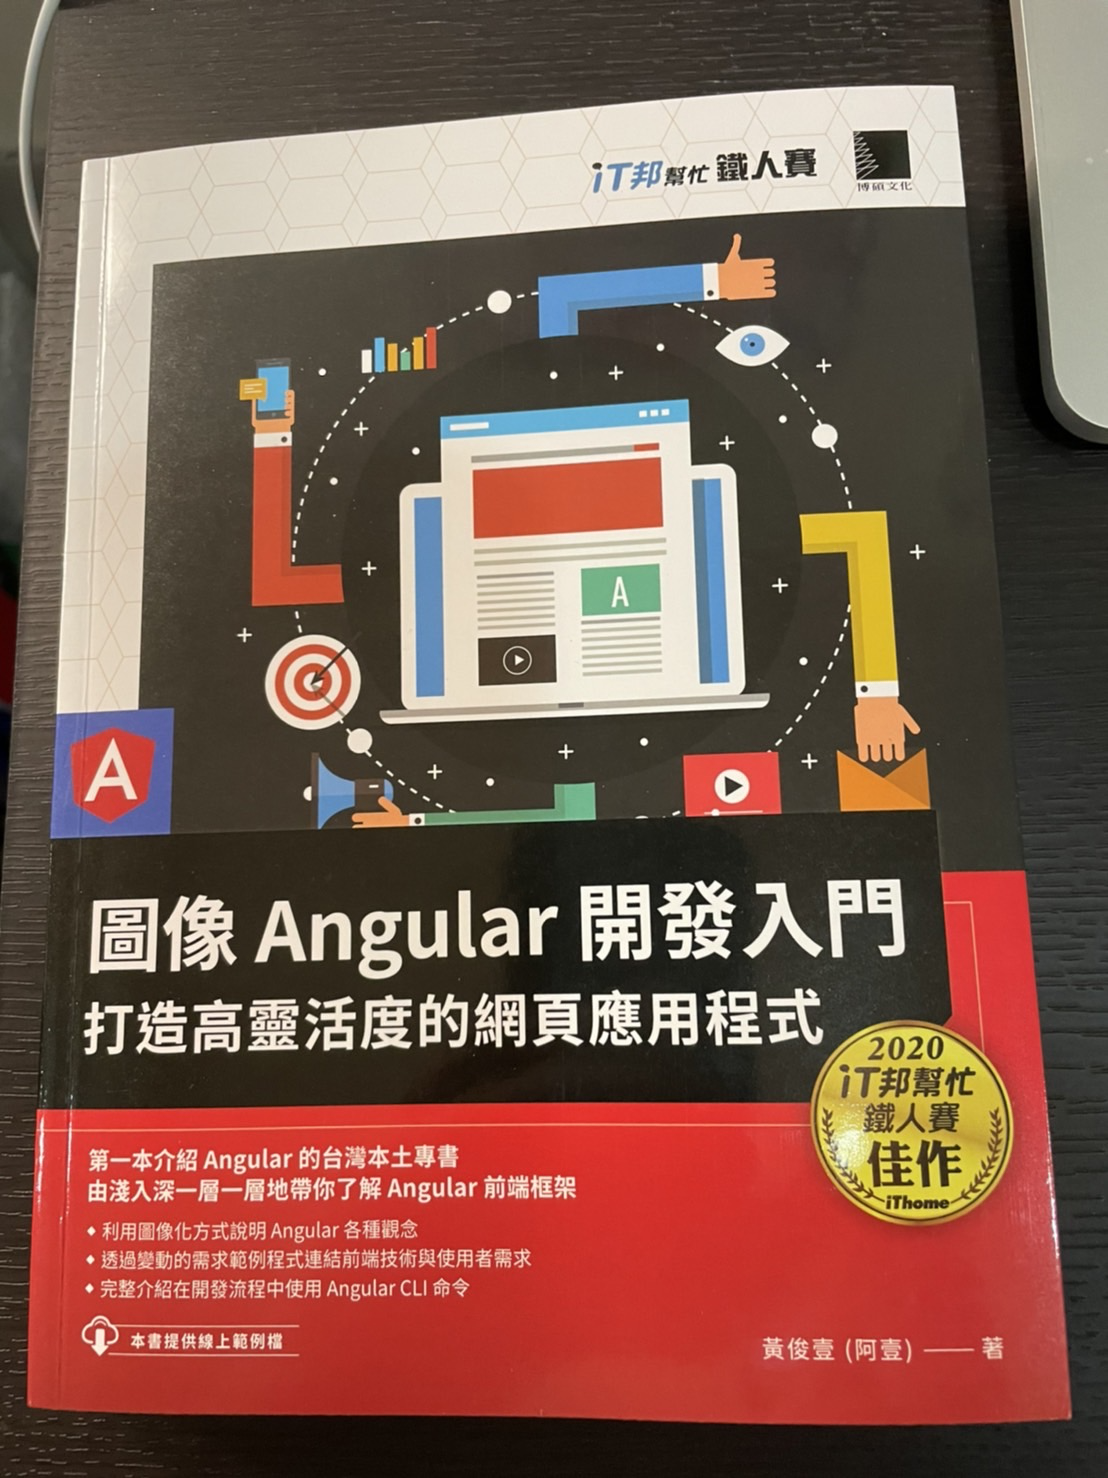 iT邦幫忙 鐵人賽
博碩文化
A
A
圖像 Angular 開發入門
打造高靈活度的網頁應用程式
2020
iT邦幫忙
鐵人賽
佳作
iThome
第一本介紹 Angular 的台灣本土專書
由淺入深一層一層地帶你了解 Angular 前端框架
◆ 利用圖像化方式說明 Angular 各種觀念
◆ 透過變動的需求範例程式連結前端技術與使用者需求
◆ 完整介紹在開發流程中使用 Angular CLI 命令
本書提供線上範例檔
黃俊壹 (阿壹) —— 著